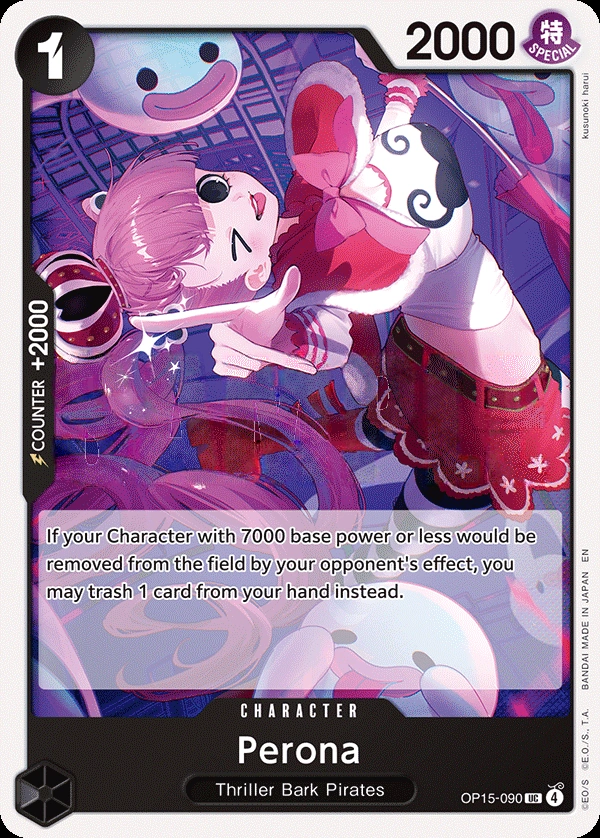 1
2000
特
SPECIAL
kusunoki harui
COUNTER +2000
If your Character with 7000 base power or less would be
removed from the field by your opponent's effect, you
may trash 1 card from your hand instead.
CHARACTER
Perona
Thriller Bark Pirates
OP15-090 UC 4
©E.O/S ©E.O./S., T.A. BANDAI MADE IN JAPAN EN